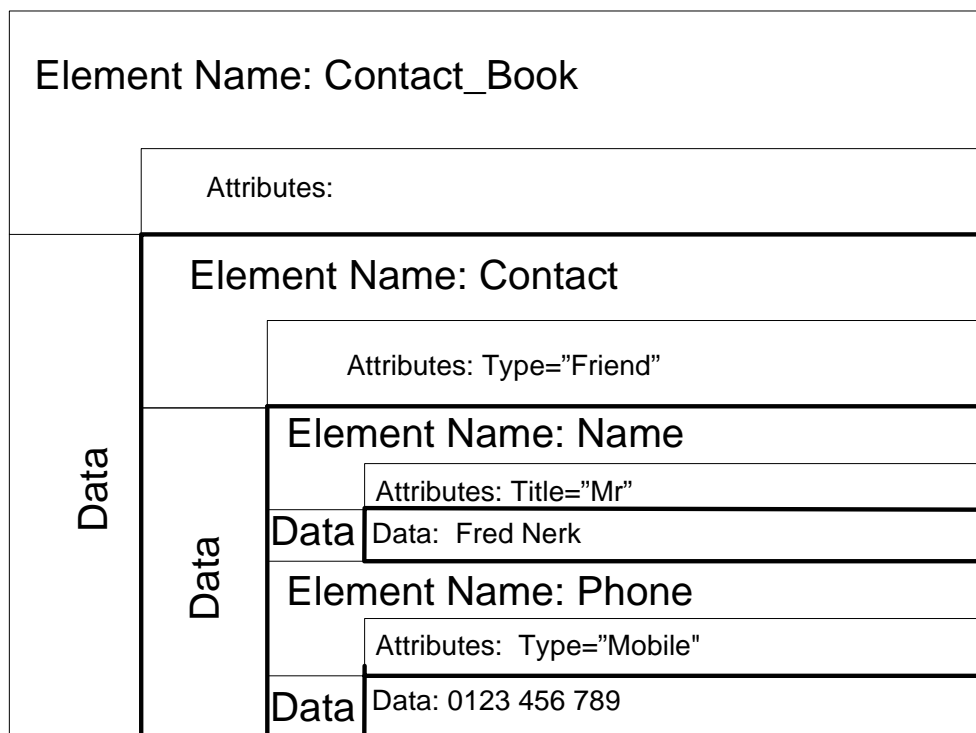 Element Name: Contact_Book
Attributes:
Element Name: Contact
Attributes: Type=”Friend”
Data
Data
Element Name: Name
Attributes: Title=”Mr”
Data
Data:  Fred Nerk
Element Name: Phone
Attributes:  Type=”Mobile"
Data
Data: 0123 456 789